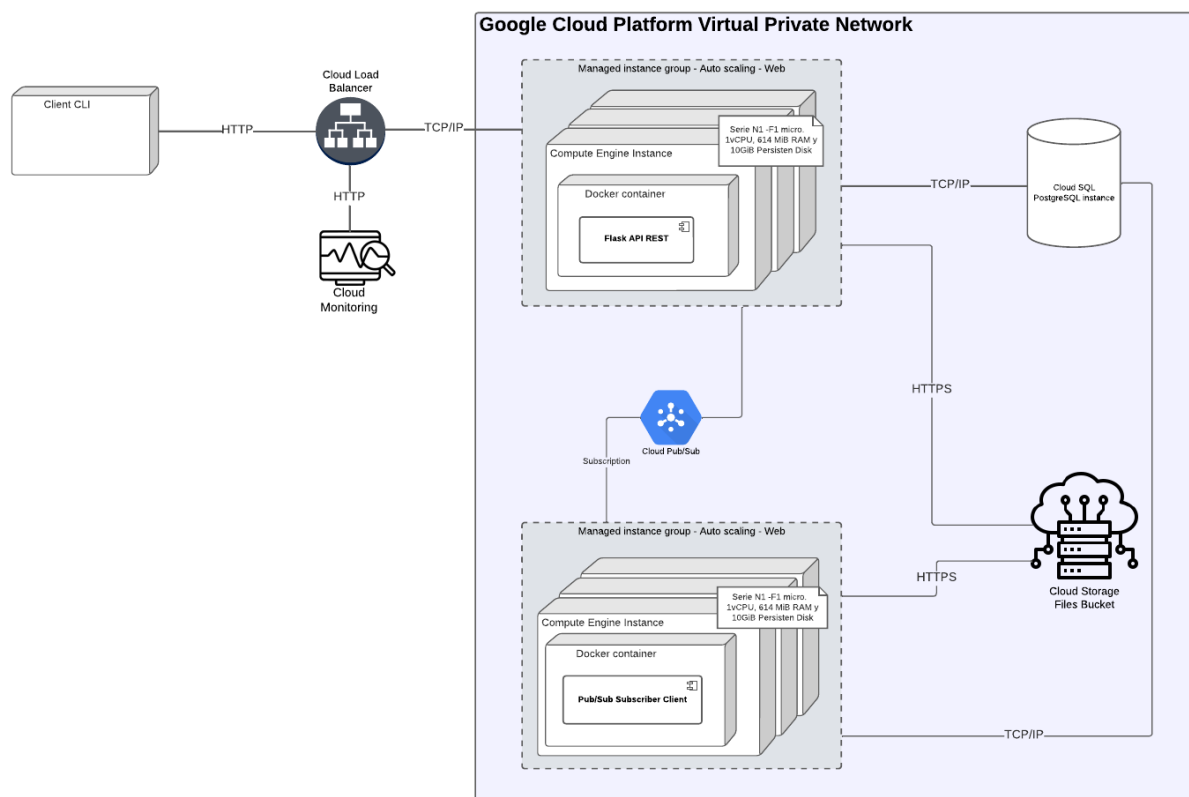 Google Cloud Platform Virtual Private Network
Client CLI
HTTP
Cloud Load
Balancer
TCP/IP
HTTP
Cloud
Monitoring
Managed instance group - Auto scaling - Web
Serie N1 -F1 micro.
1vCPU, 614 MiB RAM y
10GiB Persisten Disk
Compute Engine Instance
Docker container
Flask API REST
TCP/IP
Cloud SQL
PostgreSQL instance
HTTPS
Cloud Pub/Sub
Subscription
Managed instance group - Auto scaling - Web
Serie N1 -F1 micro.
1vCPU, 614 MiB RAM y
10GiB Persisten Disk
Compute Engine Instance
Docker container
Pub/Sub Subscriber Client
HTTPS
Cloud Storage
Files Bucket
TCP/IP